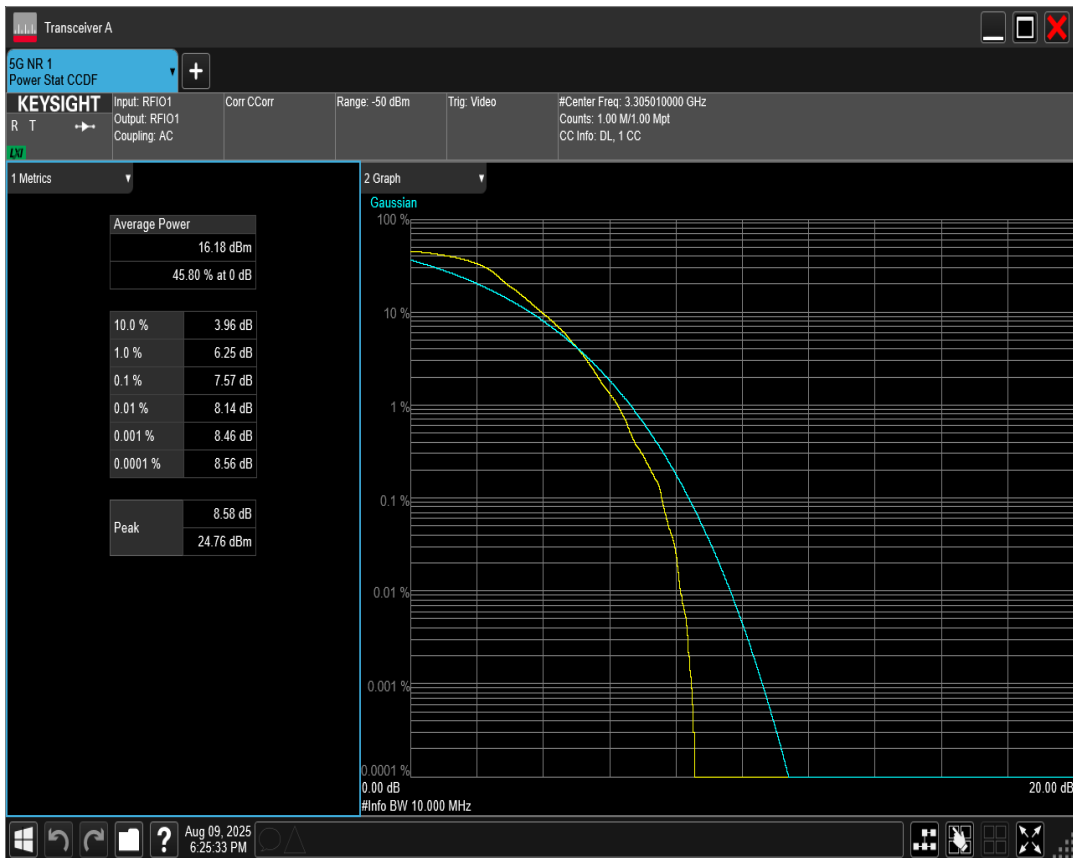 Transceiver A
5G NR 1
Power Stat CCDF
+
KEYSIGHT
R T
LXI
Input: RFIO1
Output: RFIO1
Coupling: AC
Corr CCorr
Range: -50 dBm
Trig: Video
#Center Freq: 3.305010000 GHz
Counts: 1.00 M/1.00 Mpt
CC Info: DL, 1 CC
1 Metrics
Average Power
16.18 dBm
45.80 % at 0 dB
10.0 % 3.96 dB
1.0 % 6.25 dB
0.1 % 7.57 dB
0.01 % 8.14 dB
0.001 % 8.46 dB
0.0001 % 8.56 dB
Peak
8.58 dB
24.76 dBm
2 Graph
Gaussian
100 %
10 %
1 %
0.1 %
0.01 %
0.001 %
0.0001 %
0.00 dB
20.00 dB
#Info BW 10.000 MHz
?
Aug 09, 2025
6:25:33 PM